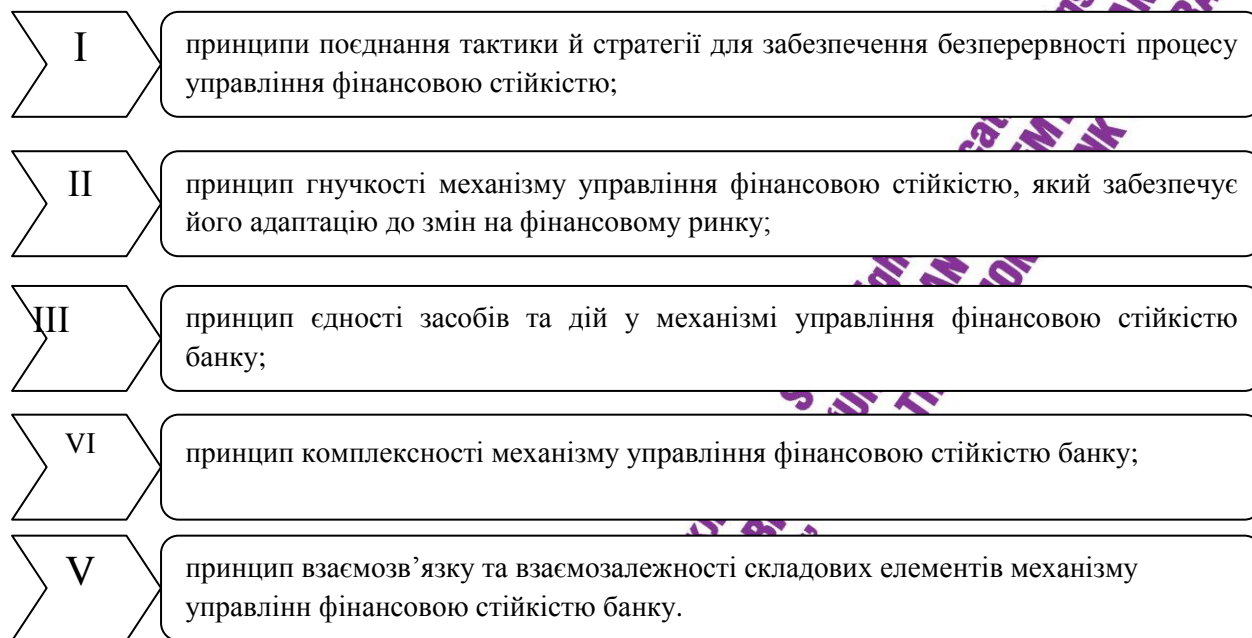 I
принципи поєднання тактики й стратегії для забезпечення безперервності процесу
управління фінансовою стійкістю;
II
принцип гнучкості механізму управління фінансовою стійкістю, який забезпечує
його адаптацію до змін на фінансовому ринку;
III
принцип єдності засобів та дій у механізмі управління фінансовою стійкістю
банку;
VI
принцип комплексності механізму управління фінансовою стійкістю банку;
V
принцип взаємозв’язку та взаємозалежності складових елементів механізму
управлінн фінансовою стійкістю банку.